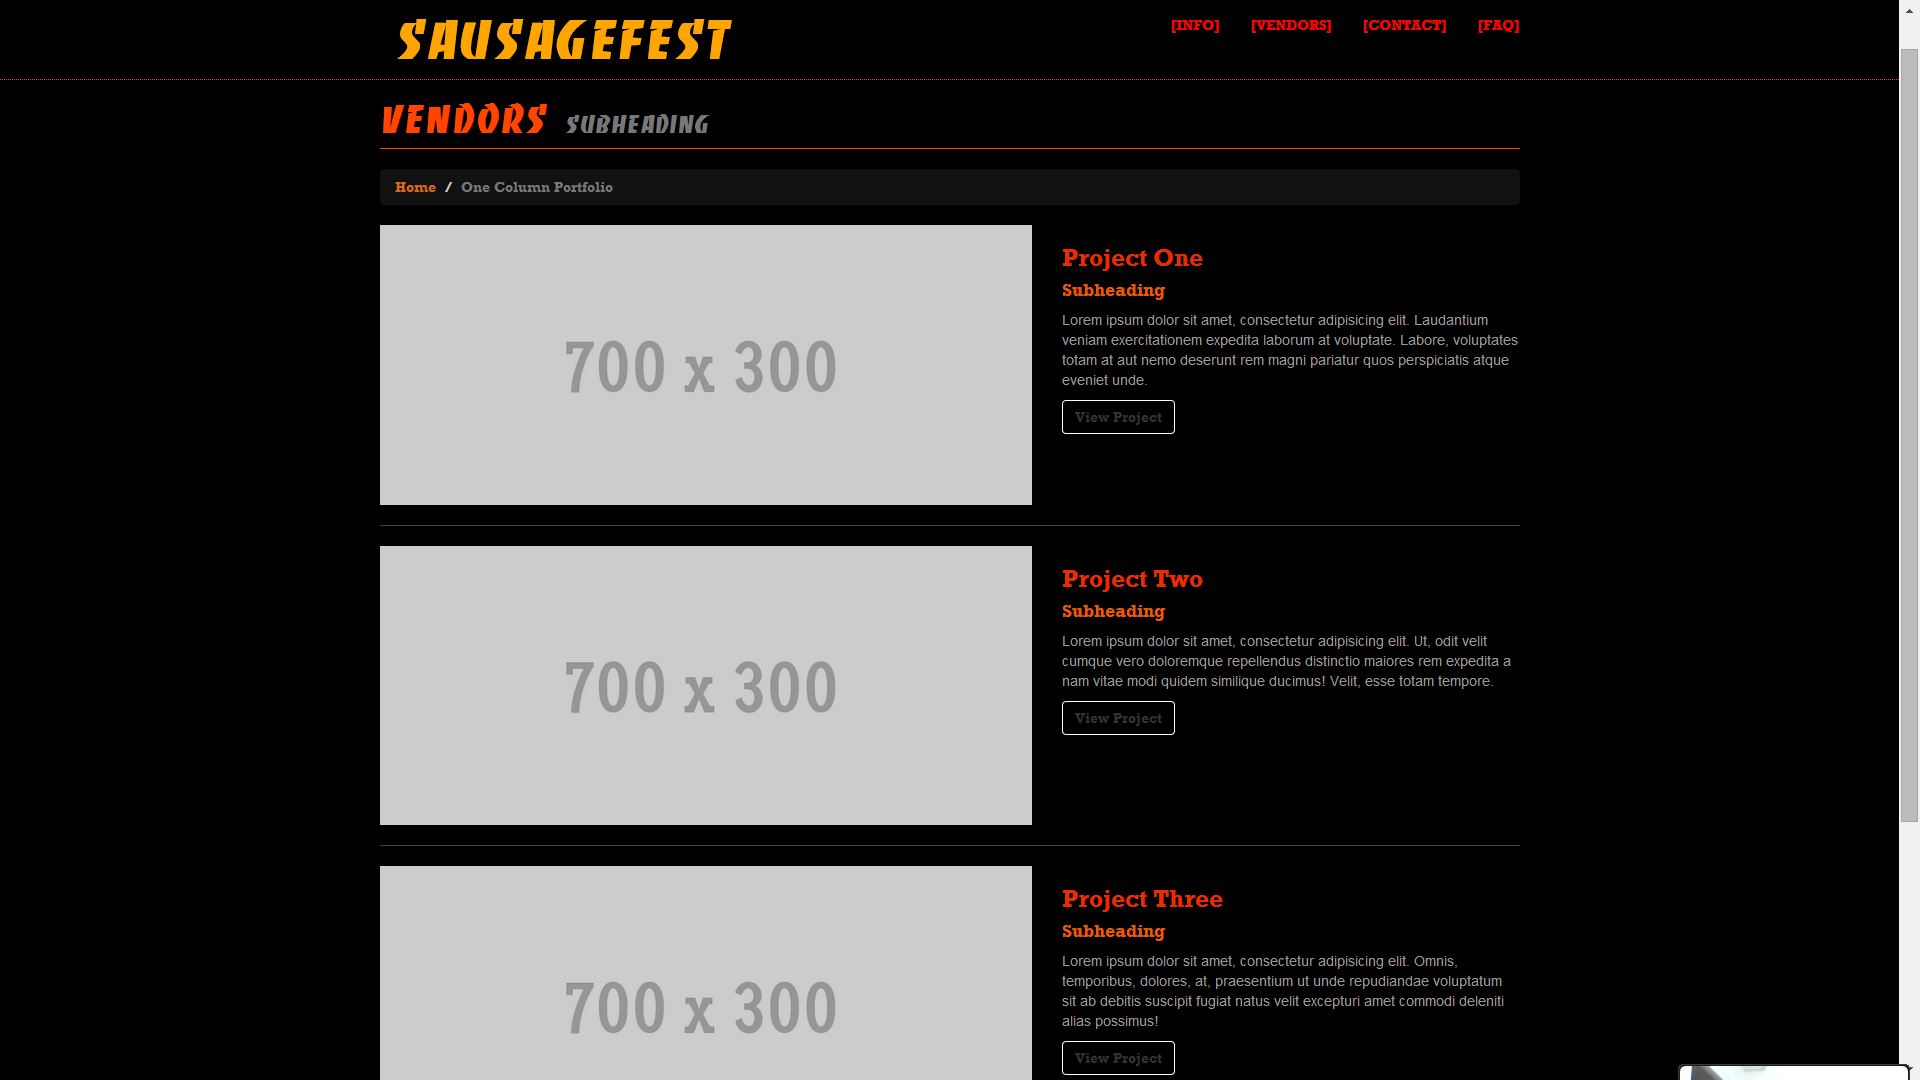 SAUSAGEFEST
[INFO] [VENDORS] [CONTACT] [FAQ]
VENDORS SUBHEADING
Home / One Column Portfolio
700 x 300
Project One
Subheading
Lorem ipsum dolor sit amet, consectetur adipisicing elit. Laudantium
veniam exercitationem expedita laborum at voluptate. Labore, voluptates
totam at aut nemo deserunt rem magni pariatur quos perspiciatis atque
eveniet unde.
View Project
700 x 300
Project Two
Subheading
Lorem ipsum dolor sit amet, consectetur adipisicing elit. Ut, odit velit
cumque vero doloremque repellendus distinctio maiores rem expedita a
nam vitae modi quidem similique ducimus! Velit, esse totam tempore.
View Project
700 x 300
Project Three
Subheading
Lorem ipsum dolor sit amet, consectetur adipisicing elit. Omnis,
temporibus, dolores, at, praesentium ut unde repudiandae voluptatum
sit ab debitis suscipit fugiat natus velit excepturi amet commodi deleniti
alias possimus!
View Project